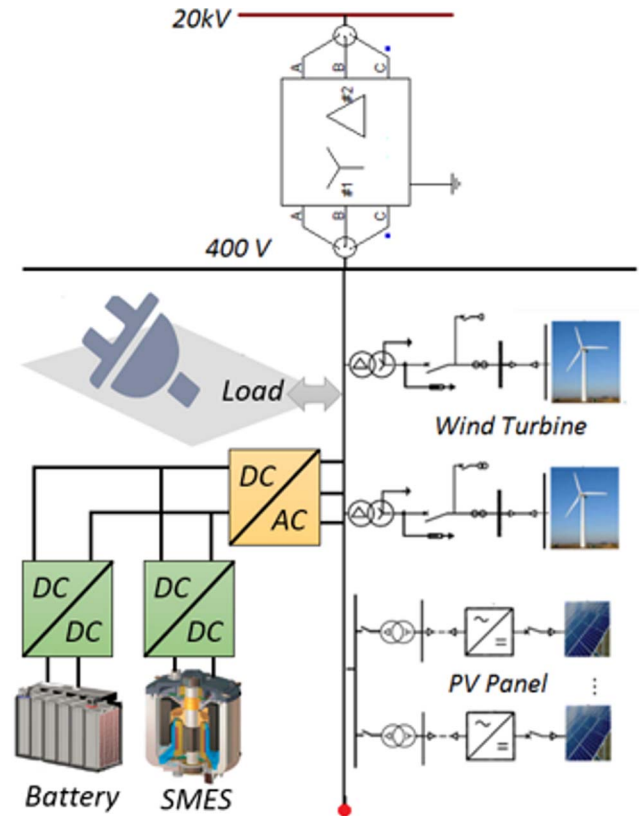 20kV
A B C
#2
#1
A B C
400 V
Load
Wind Turbine
DC
AC
DC
DC
DC
DC
PV Panel
Battery
SMES